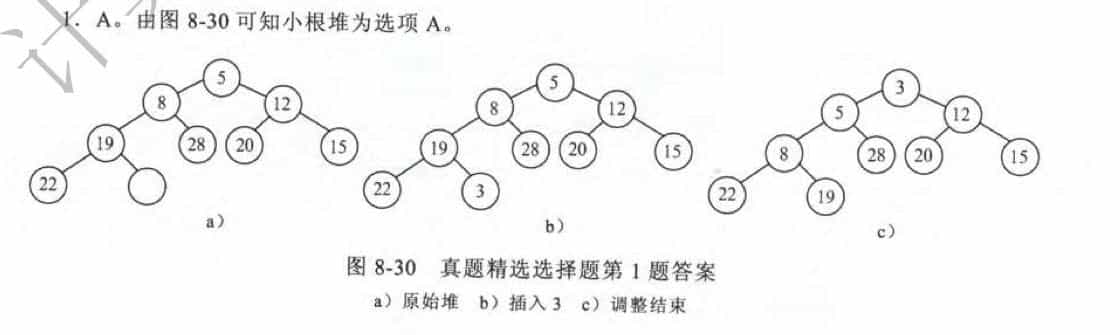 计
1. A。由图 8-30 可知小根堆为选项 A。
5
8 12
19 28 20 15
22
a）
5
8 12
19 28 20 15
22 3
b）
3
5 12
8 28 20 15
22 19
c）
图 8-30 真题精选选择题第 1 题答案
a）原始堆 b）插入 3 c）调整结束